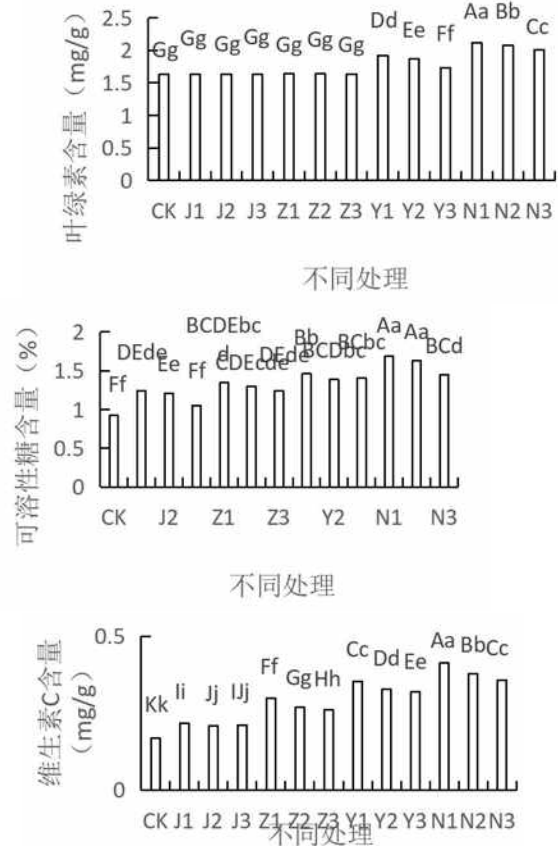 叶绿素含量（mg/g）
2.5
2
1.5
1
0.5
0
Gg Gg Gg Gg Gg Gg Gg Dd Ee Ff Aa Bb Cc
CK J1 J2 J3 Z1 Z2 Z3 Y1 Y2 Y3 N1 N2 N3
不同处理
可溶性糖含量（%）
2
1.5
1
0.5
0
Ff DEde Ee Ff BCDEbc
d CDEcde DEde Bb BCDbc BCbc Aa Aa BCd
CK J2 Z1 Z3 Y2 N1 N3
不同处理
维生素C含量
（mg/g）
0.5
0
Kk Ii Jj IJj Ff Gg Hh Cc Dd Ee Aa Bb Cc
CK J1 J2 J3 Z1 Z2 Z3 Y1 Y2 Y3 N1 N2 N3
不同处理